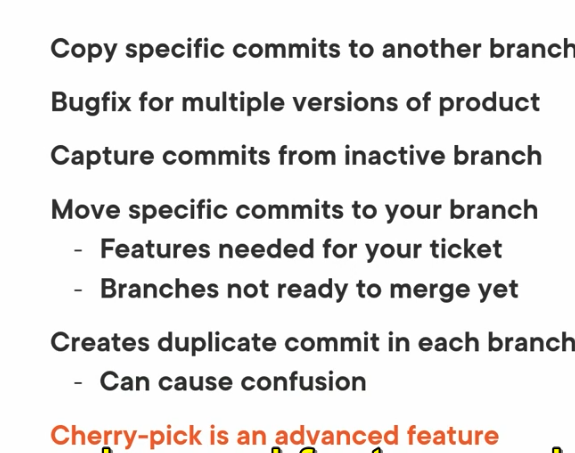 Copy specific commits to another branch
Bugfix for multiple versions of product
Capture commits from inactive branch
Move specific commits to your branch
- Features needed for your ticket
- Branches not ready to merge yet
Creates duplicate commit in each branch
- Can cause confusion
Cherry-pick is an advanced feature